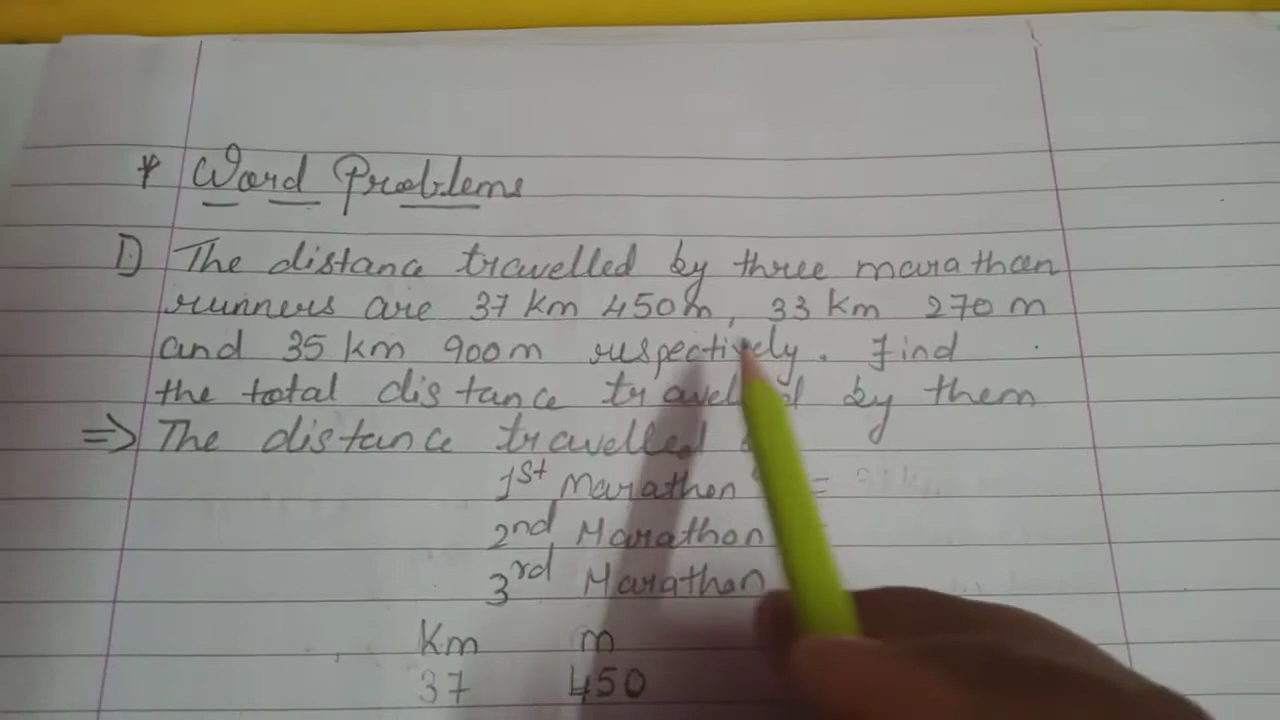 * Word Problems
1) The distance travelled by three marathon
runners are 37 km 450m, 33 km 270 m
and 35 km 900m respectively. Find
the total distance travelled by them
⇒ The distance travelled
1st Marathon =
2nd Marathon
3rd Marathon
Km m
37 450